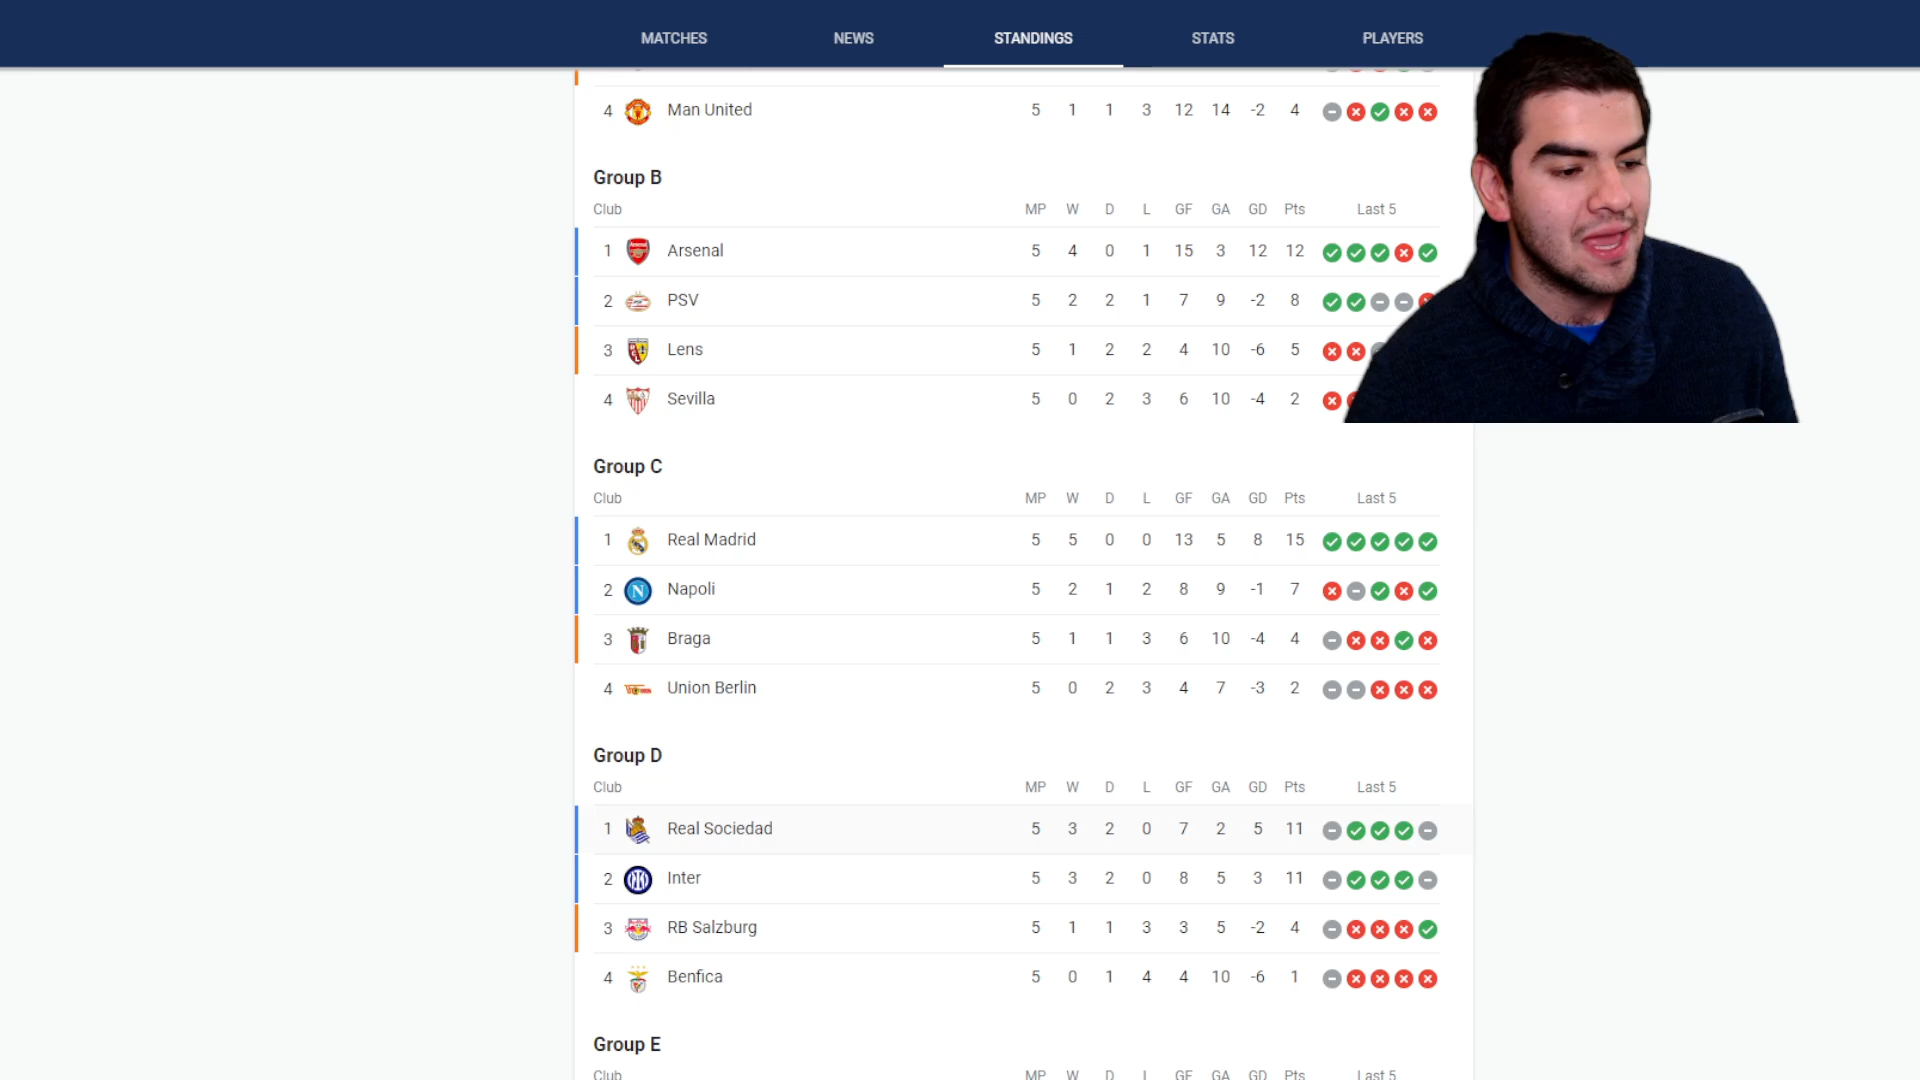 MATCHES NEWS STANDINGS STATS PLAYERS
4 Man United 5 1 1 3 12 14 -2 4
Group B
Club MP W D L GF GA GD Pts Last 5
1 Arsenal 5 4 0 1 15 3 12 12
2 PSV 5 2 2 1 7 9 -2 8
3 Lens 5 1 2 2 4 10 -6 5
4 Sevilla 5 0 2 3 6 10 -4 2
Group C
Club MP W D L GF GA GD Pts Last 5
1 Real Madrid 5 5 0 0 13 5 8 15
2 Napoli 5 2 1 2 8 9 -1 7
3 Braga 5 1 1 3 6 10 -4 4
4 Union Berlin 5 0 2 3 4 7 -3 2
Group D
Club MP W D L GF GA GD Pts Last 5
1 Real Sociedad 5 3 2 0 7 2 5 11
2 Inter 5 3 2 0 8 5 3 11
3 RB Salzburg 5 1 1 3 3 5 -2 4
4 Benfica 5 0 1 4 4 10 -6 1
Group E
Club MP W D L GF GA GD Pts Last 5